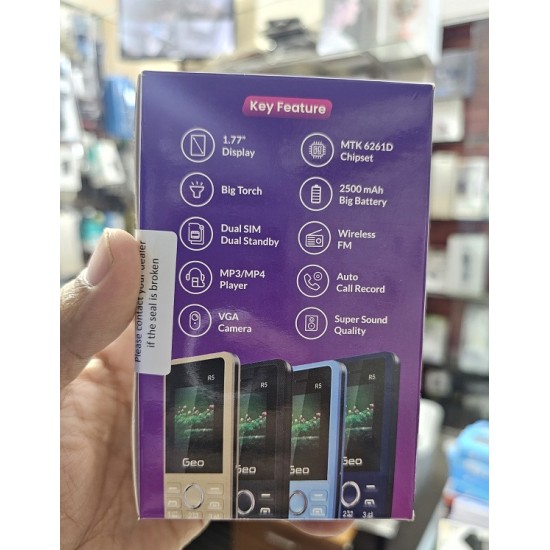 Key Feature
1.77"
Display
MTK 6261D
Chipset
Big Torch
2500 mAh
Big Battery
Dual SIM
Dual Standby
Wireless
FM
MP3/MP4
Player
Auto
Call Record
VGA
Camera
Super Sound
Quality
Please contact your dealer
if the seal is broken
R5
R5
R5
R5
Geo
Geo
Geo
Geo